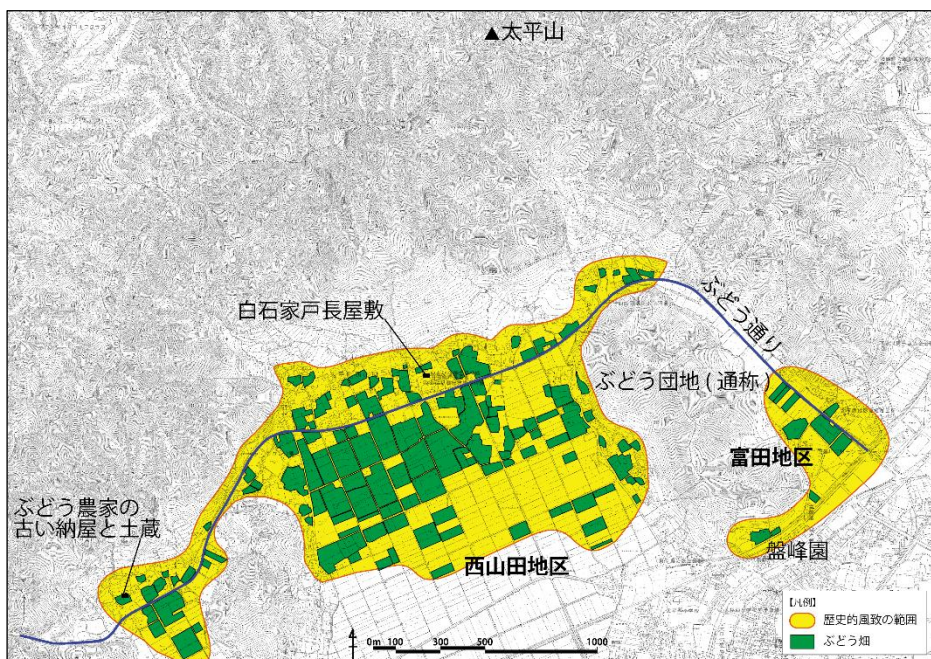 ▲太平山
ぶどう通り
白石家戸長屋敷
ぶどう団地(通称)
富田地区
ぶどう農家の
古い納屋と土蔵
盤峰園
西山田地区
【凡例】
歴史的風致の範囲
ぶどう畑
0m 100 300 500 1000